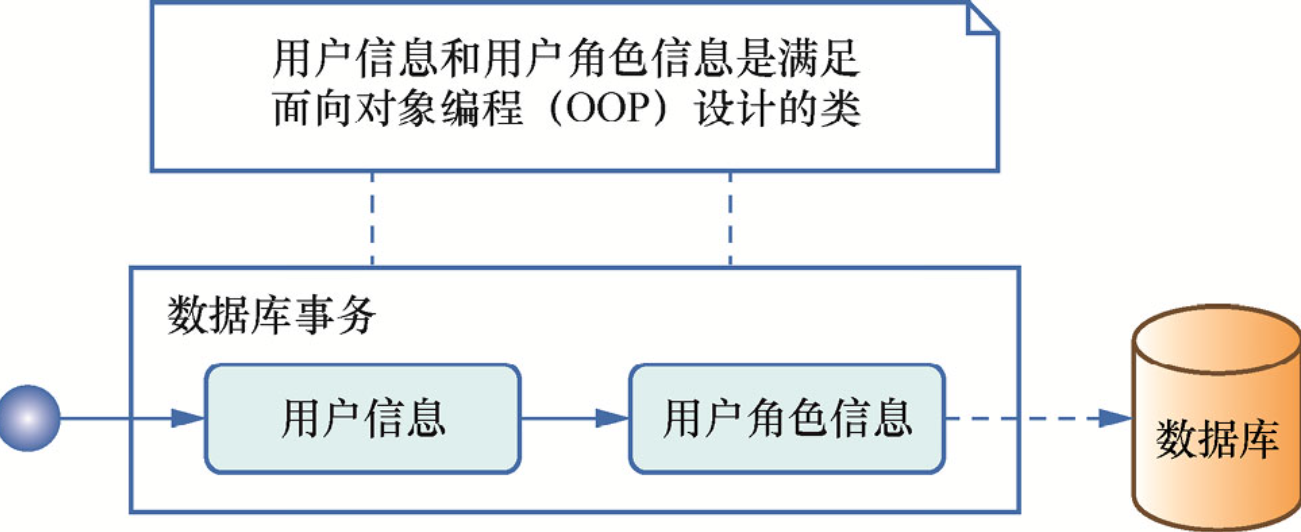 用户信息和用户角色信息是满足
面向对象编程（OOP）设计的类
数据库事务
用户信息
用户角色信息
数据库